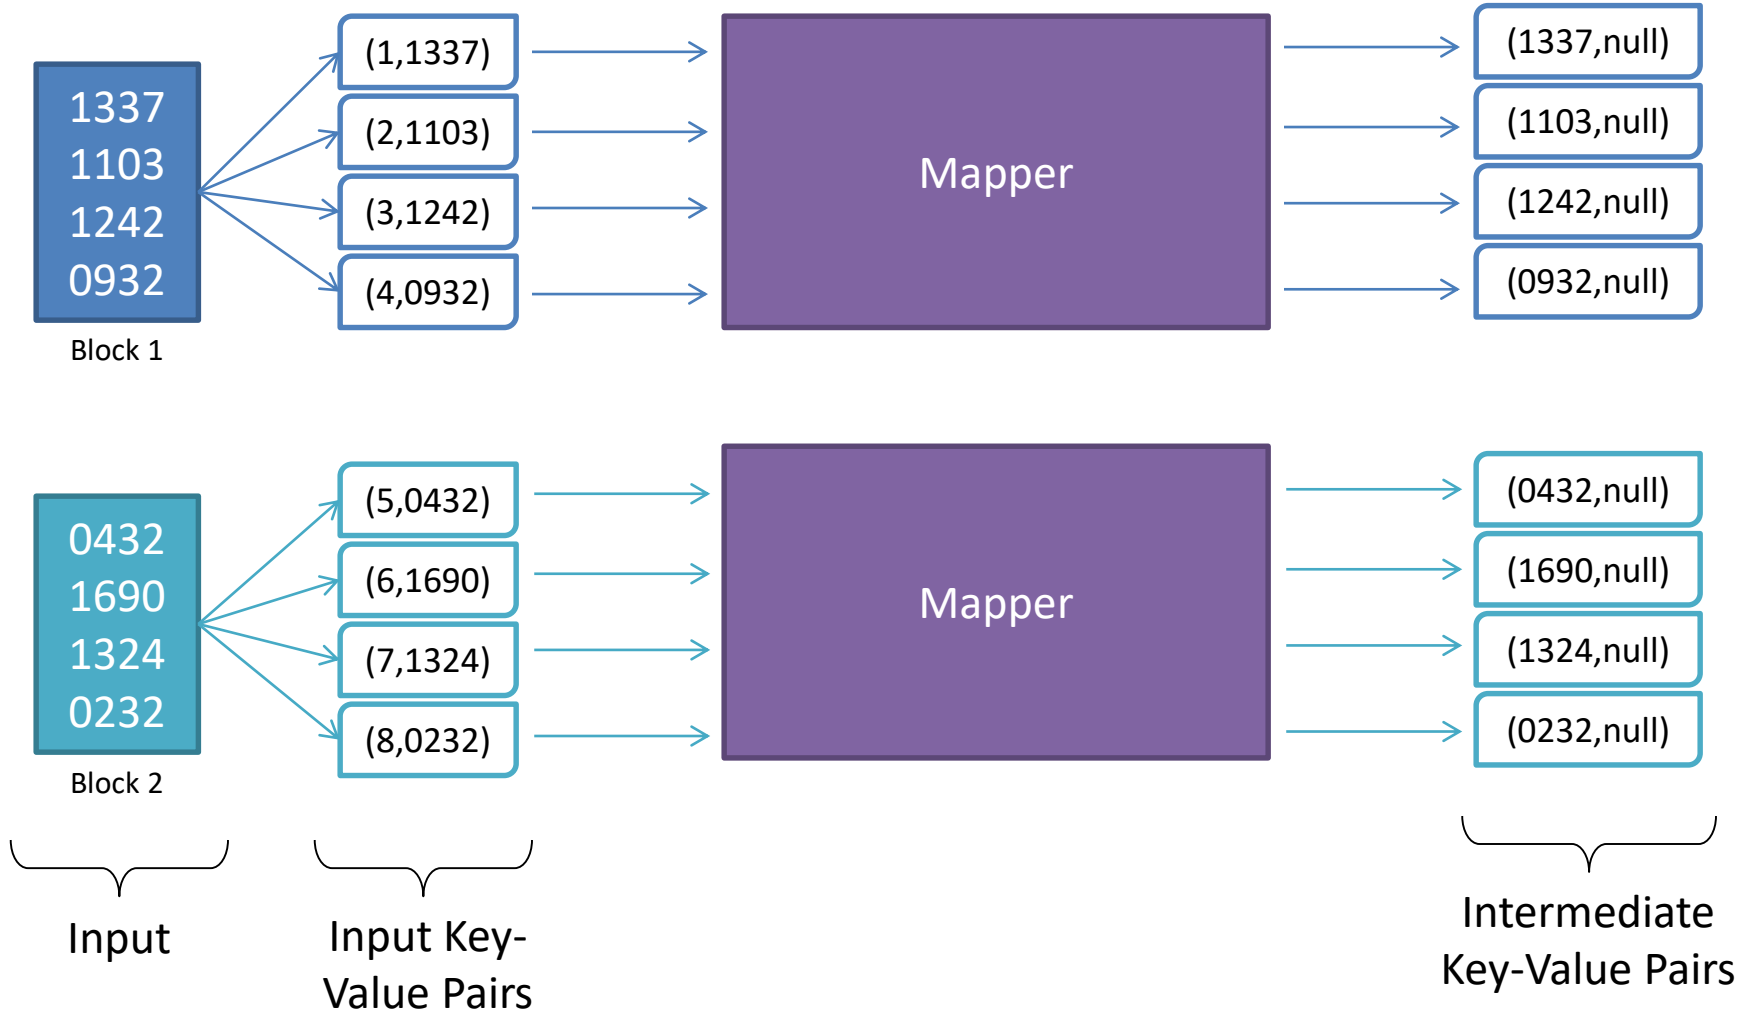 1337
1103
1242
0932
Block 1
(1,1337)
(2,1103)
(3,1242)
(4,0932)
Mapper
(1337,null)
(1103,null)
(1242,null)
(0932,null)
0432
1690
1324
0232
Block 2
(5,0432)
(6,1690)
(7,1324)
(8,0232)
Mapper
(0432,null)
(1690,null)
(1324,null)
(0232,null)
Input
Input Key-
Value Pairs
Intermediate
Key-Value Pairs